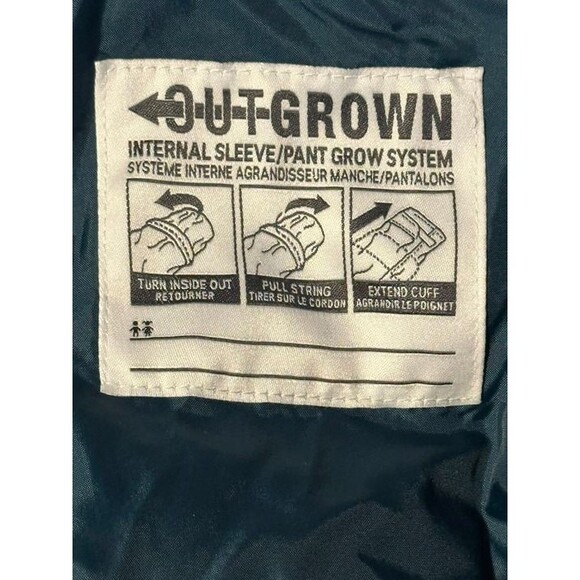 OUTGROWN
INTERNAL SLEEVE/PANT GROW SYSTEM
SYSTÈME INTERNE AGRANDISSEUR MANCHE/PANTALONS
TURN INSIDE OUT
RETOURNER
PULL STRING
TIRER SUR LE CORDON
EXTEND CUFF
AGRANDIR LE POIGNET